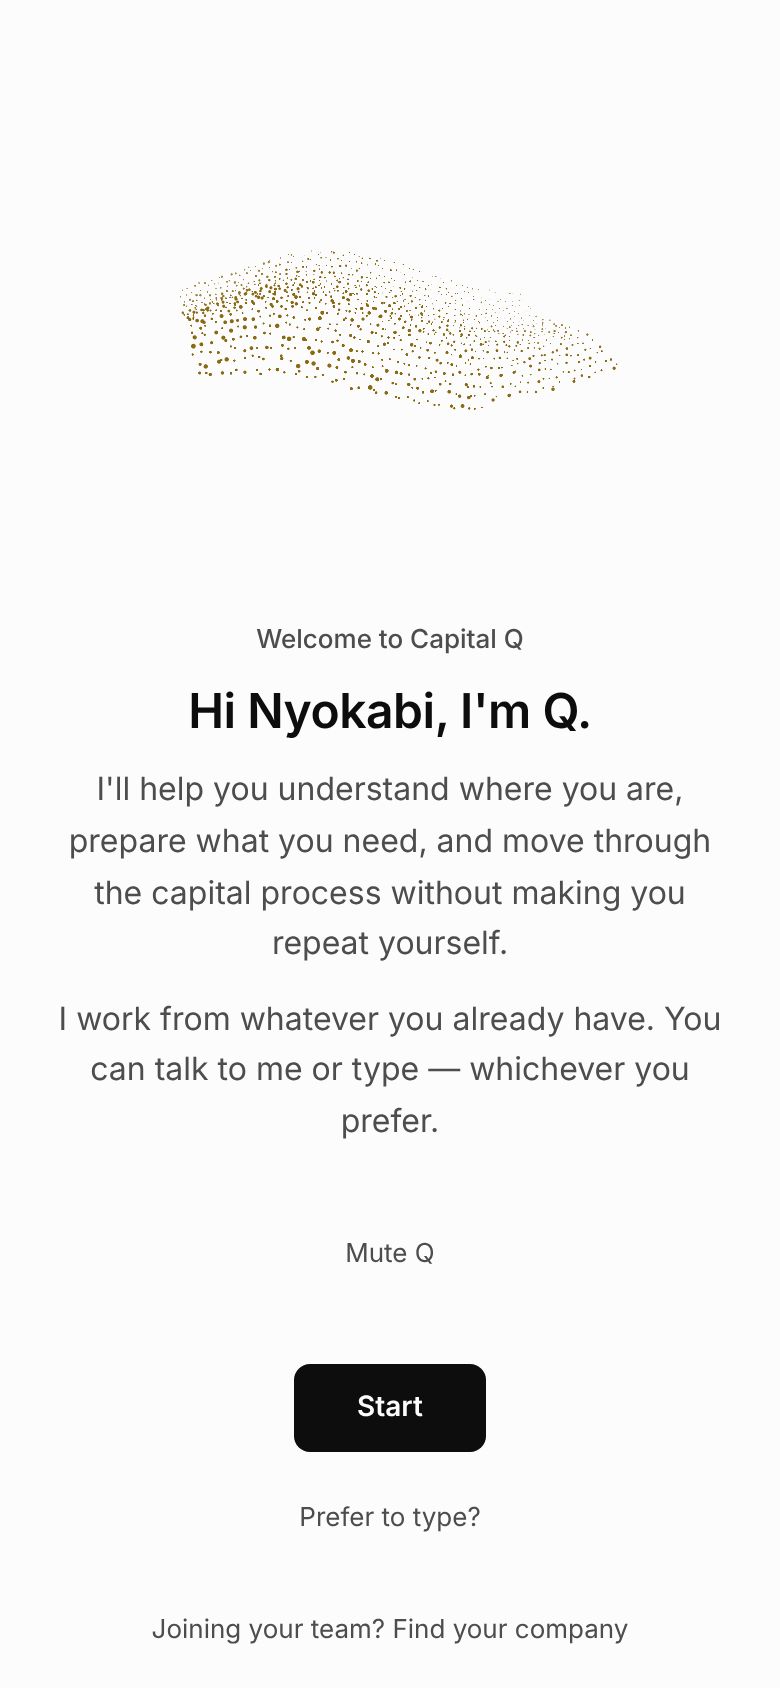 Welcome to Capital Q
Hi Nyokabi, I'm Q.
I'll help you understand where you are,
prepare what you need, and move through
the capital process without making you
repeat yourself.
I work from whatever you already have. You
can talk to me or type — whichever you
prefer.
Mute Q
Start
Prefer to type?
Joining your team? Find your company